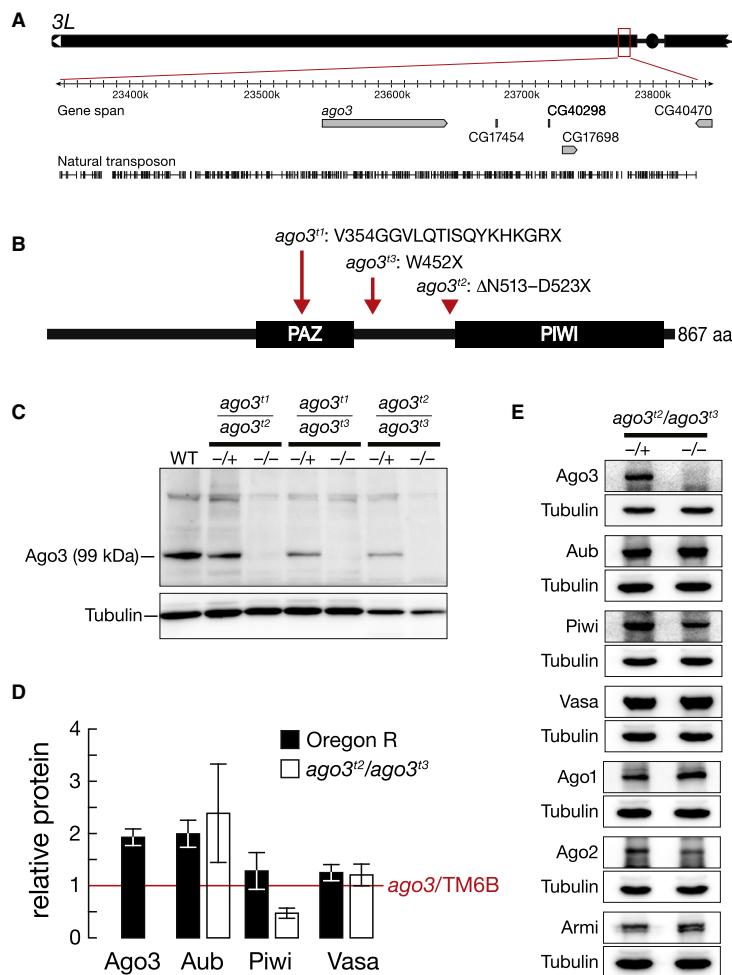 A
3L
23400k 23500k 23600k 23700k 23800k
Gene span
ago3
CG17454
CG40298
CG17698
CG40470
Natural transposon
B
ago3t1: V354GGVLQTISQYKHKGRX
ago3t3: W452X
ago3t2: ΔN513–D523X
PAZ
PIWI
867 aa
C
ago3t1 ago3t1 ago3t2
ago3t2 ago3t3 ago3t3
WT –/+ –/– –/+ –/– –/+ –/–
Ago3 (99 kDa)
Tubulin
D
relative protein
4
3
2
1
0
Oregon R
ago3t2/ago3t3
ago3/TM6B
Ago3 Aub Piwi Vasa
E
ago3t2/ago3t3
–/+ –/–
Ago3
Tubulin
Aub
Tubulin
Piwi
Tubulin
Vasa
Tubulin
Ago1
Tubulin
Ago2
Tubulin
Armi
Tubulin